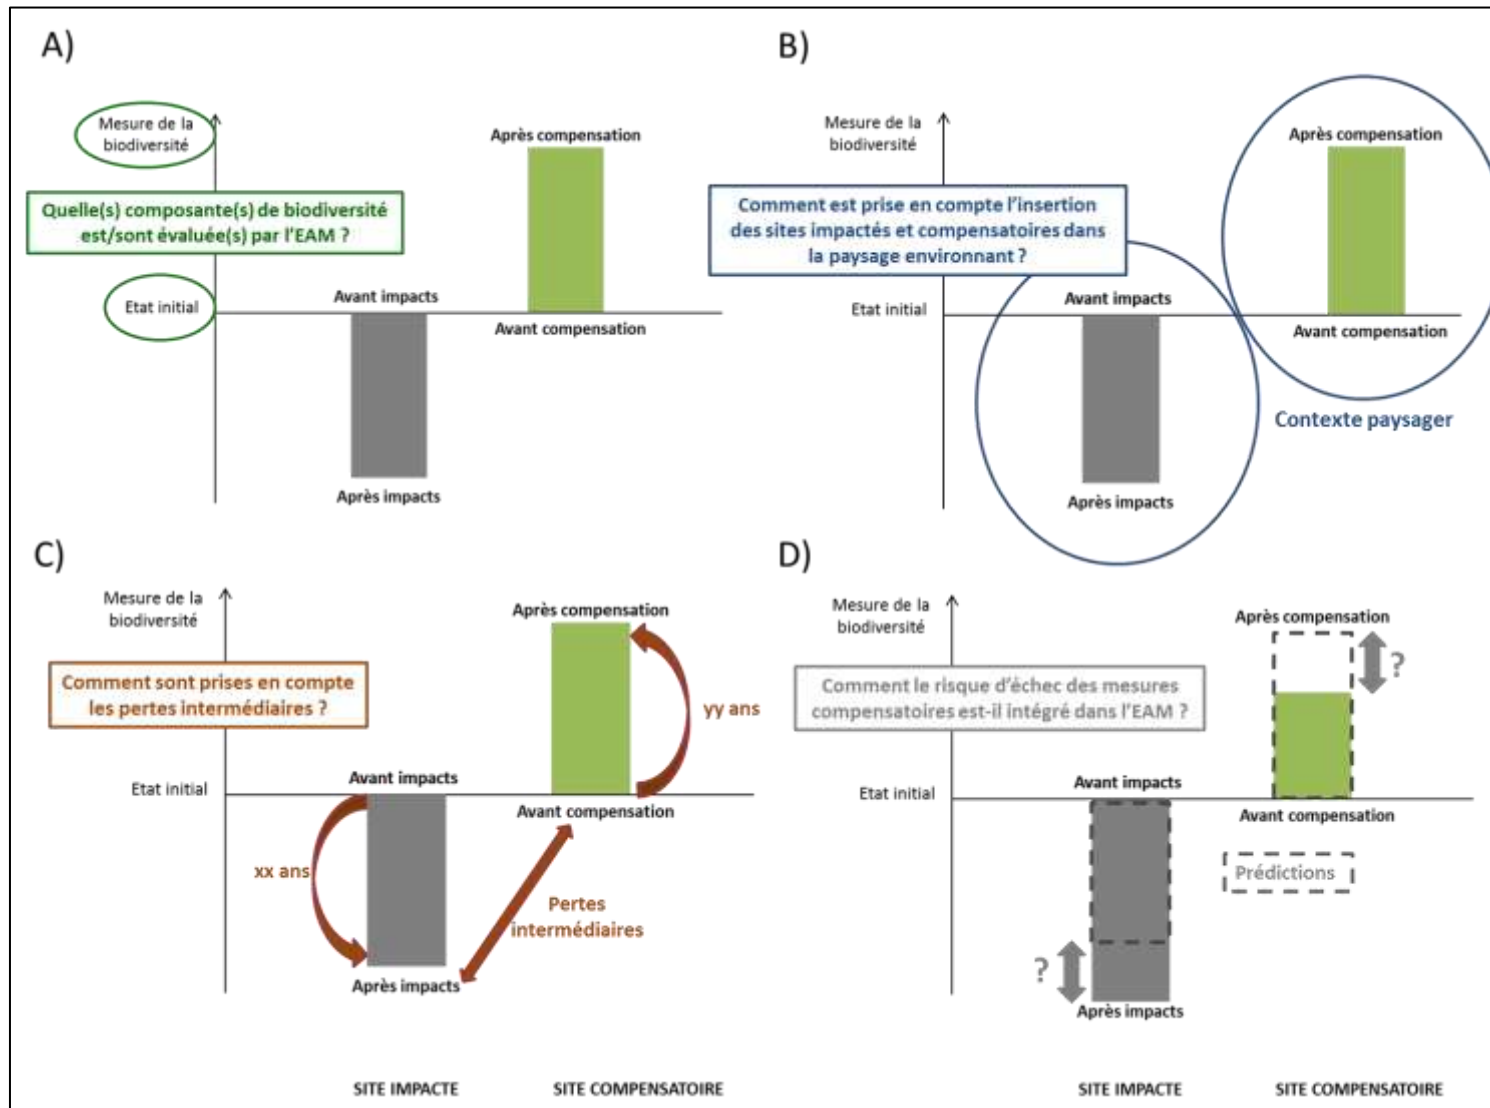 A)
Mesure de la
biodiversité
Après compensation
Quelle(s) composante(s) de biodiversité
est/sont évaluée(s) par l'EAM ?
Etat initial
Avant impacts
Avant compensation
Après impacts
B)
Mesure de la
biodiversité
Après compensation
Comment est prise en compte l'insertion
des sites impactés et compensatoires dans
la paysage environnant ?
Etat initial
Avant impacts
Avant compensation
Contexte paysager
Après impacts
C)
Mesure de la
biodiversité
Après compensation
Comment sont prises en compte
les pertes intermédiaires ?
yy ans
Etat initial
Avant impacts
Avant compensation
xx ans
Pertes
intermédiaires
Après impacts
SITE IMPACTE
SITE COMPENSATOIRE
D)
Mesure de la
biodiversité
Après compensation
?
Comment le risque d'échec des mesures
compensatoires est-il intégré dans l'EAM ?
Etat initial
Avant impacts
Avant compensation
Prédictions
?
Après impacts
SITE IMPACTE
SITE COMPENSATOIRE